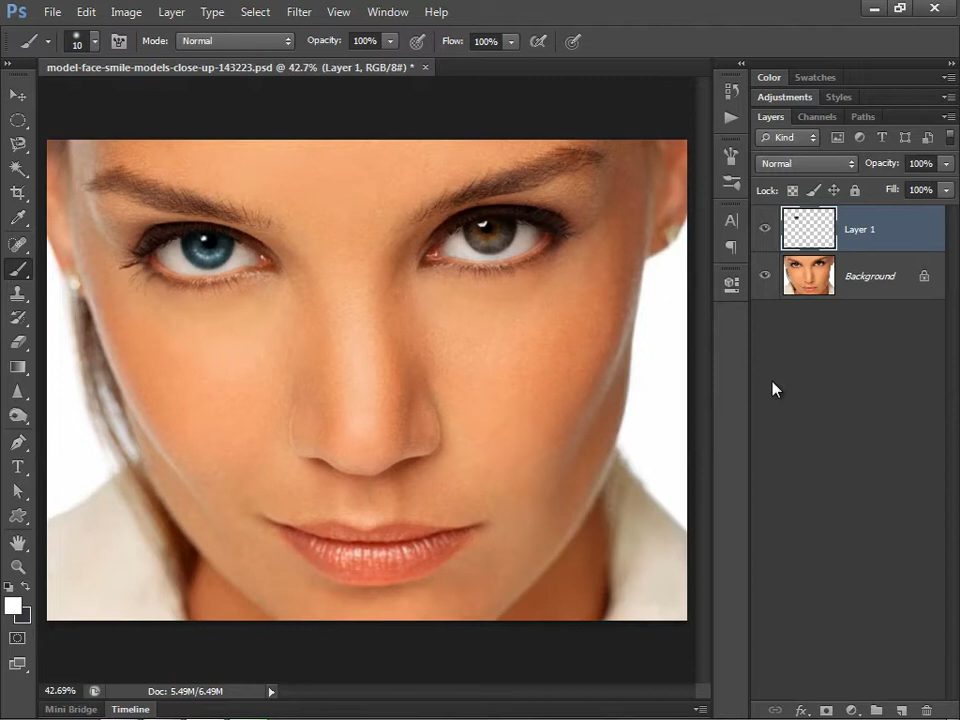 Ps File Edit Image Layer Type Select Filter View Window Help
10 Mode: Normal Opacity: 100% Flow: 100%
model-face-smile-models-close-up-143223.psd @ 42.7% (Layer 1, RGB/8#) *
Color Swatches
Adjustments Styles
Layers Channels Paths
Kind
Normal Opacity: 100%
Lock: Fill: 100%
Layer 1
Background
42.69% Doc: 5.49M/6.49M
Mini Bridge Timeline